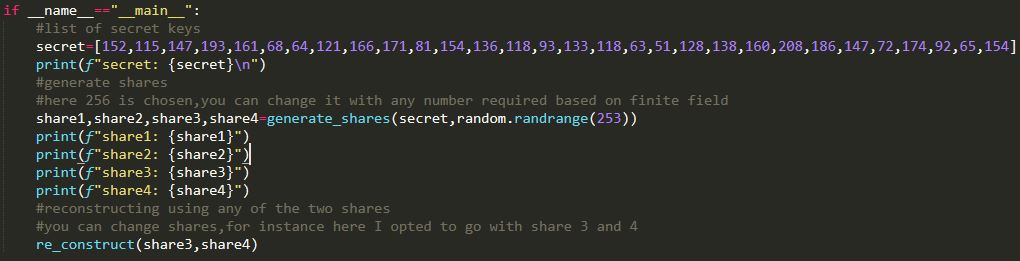 if __name__=="__main__":
    #list of secret keys
    secret=[152,115,147,193,161,68,64,121,166,171,81,154,136,118,93,133,118,63,51,128,138,160,208,186,147,72,174,92,65,154]
    print(f"secret: {secret}\n")
    #generate shares
    #here 256 is chosen,you can change it with any number required based on finite field
    share1,share2,share3,share4=generate_shares(secret,random.randrange(253))
    print(f"share1: {share1}")
    print(f"share2: {share2}")
    print(f"share3: {share3}")
    print(f"share4: {share4}")
    #reconstructing using any of the two shares
    #you can change shares,for instance here I opted to go with share 3 and 4
    re_construct(share3,share4)